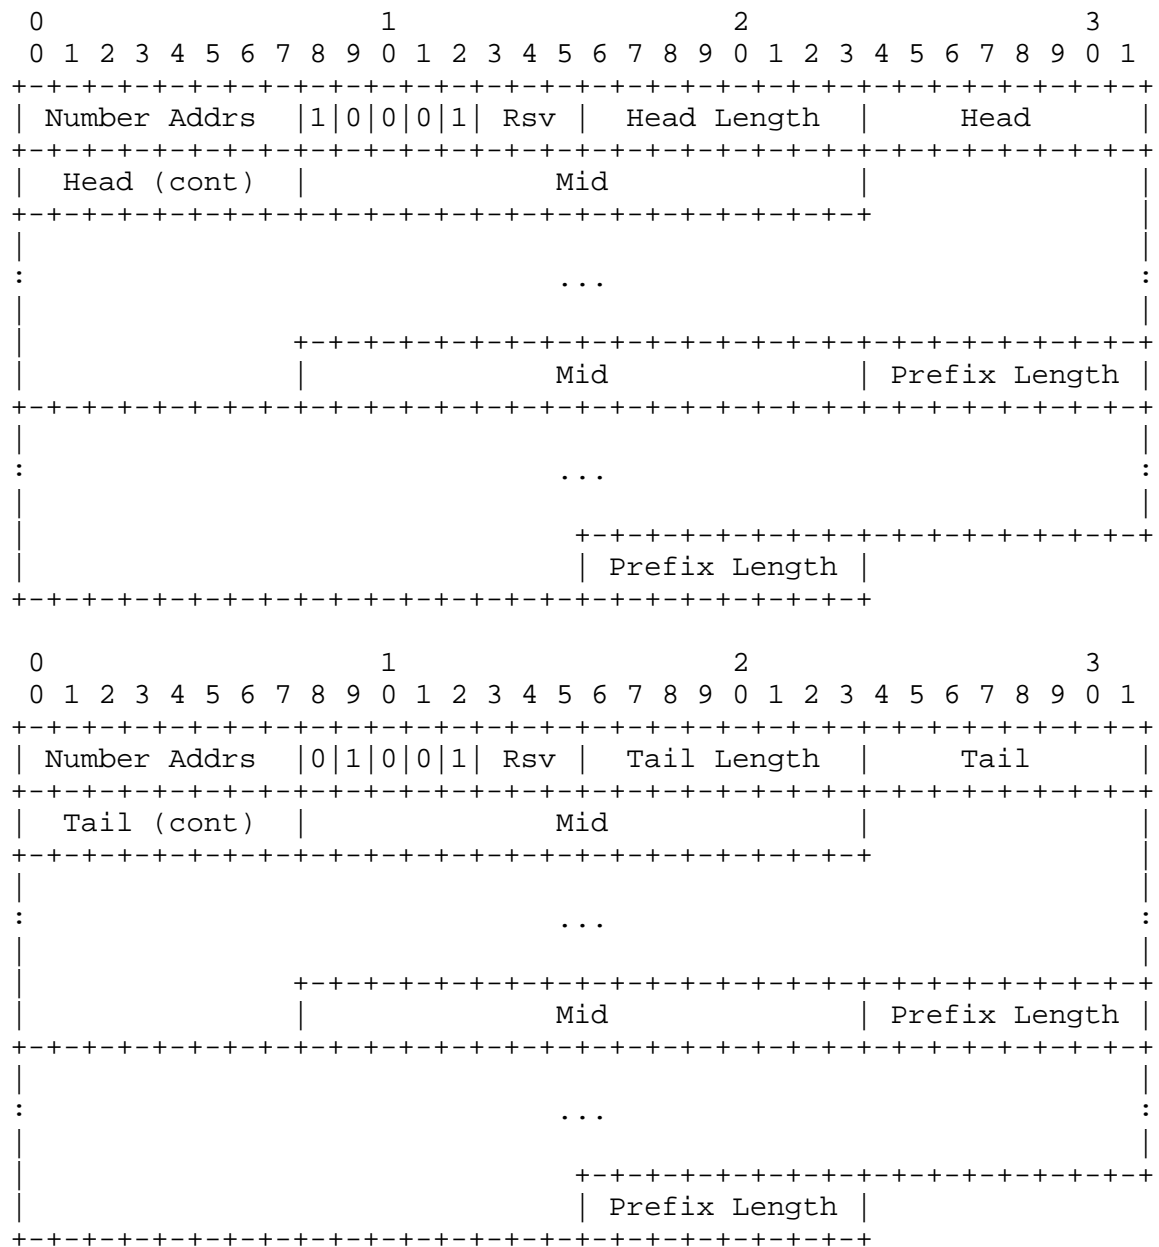 0                   1                   2                   3
 0 1 2 3 4 5 6 7 8 9 0 1 2 3 4 5 6 7 8 9 0 1 2 3 4 5 6 7 8 9 0 1
+-+-+-+-+-+-+-+-+-+-+-+-+-+-+-+-+-+-+-+-+-+-+-+-+-+-+-+-+-+-+-+-+
| Number Addrs  |1|0|0|0|1| Rsv |  Head Length  |     Head      |
+-+-+-+-+-+-+-+-+-+-+-+-+-+-+-+-+-+-+-+-+-+-+-+-+-+-+-+-+-+-+-+-+
|  Head (cont)  |              Mid              |               |
+-+-+-+-+-+-+-+-+-+-+-+-+-+-+-+-+-+-+-+-+-+-+-+-+               |
|                                                               |
:                              ...                              :
|                                                               |
|               +-+-+-+-+-+-+-+-+-+-+-+-+-+-+-+-+-+-+-+-+-+-+-+-+
|               |              Mid              | Prefix Length |
+-+-+-+-+-+-+-+-+-+-+-+-+-+-+-+-+-+-+-+-+-+-+-+-+-+-+-+-+-+-+-+-+
|                                                               |
:                              ...                              :
|                                                               |
|                               +-+-+-+-+-+-+-+-+-+-+-+-+-+-+-+-+
|                               | Prefix Length |
+-+-+-+-+-+-+-+-+-+-+-+-+-+-+-+-+-+-+-+-+-+-+-+-+
 0                   1                   2                   3
 0 1 2 3 4 5 6 7 8 9 0 1 2 3 4 5 6 7 8 9 0 1 2 3 4 5 6 7 8 9 0 1
+-+-+-+-+-+-+-+-+-+-+-+-+-+-+-+-+-+-+-+-+-+-+-+-+-+-+-+-+-+-+-+-+
| Number Addrs  |0|1|0|0|1| Rsv |  Tail Length  |     Tail      |
+-+-+-+-+-+-+-+-+-+-+-+-+-+-+-+-+-+-+-+-+-+-+-+-+-+-+-+-+-+-+-+-+
|  Tail (cont)  |              Mid              |               |
+-+-+-+-+-+-+-+-+-+-+-+-+-+-+-+-+-+-+-+-+-+-+-+-+               |
|                                                               |
:                              ...                              :
|                                                               |
|               +-+-+-+-+-+-+-+-+-+-+-+-+-+-+-+-+-+-+-+-+-+-+-+-+
|               |              Mid              | Prefix Length |
+-+-+-+-+-+-+-+-+-+-+-+-+-+-+-+-+-+-+-+-+-+-+-+-+-+-+-+-+-+-+-+-+
|                                                               |
:                              ...                              :
|                                                               |
|                               +-+-+-+-+-+-+-+-+-+-+-+-+-+-+-+-+
|                               | Prefix Length |
+-+-+-+-+-+-+-+-+-+-+-+-+-+-+-+-+-+-+-+-+-+-+-+-+